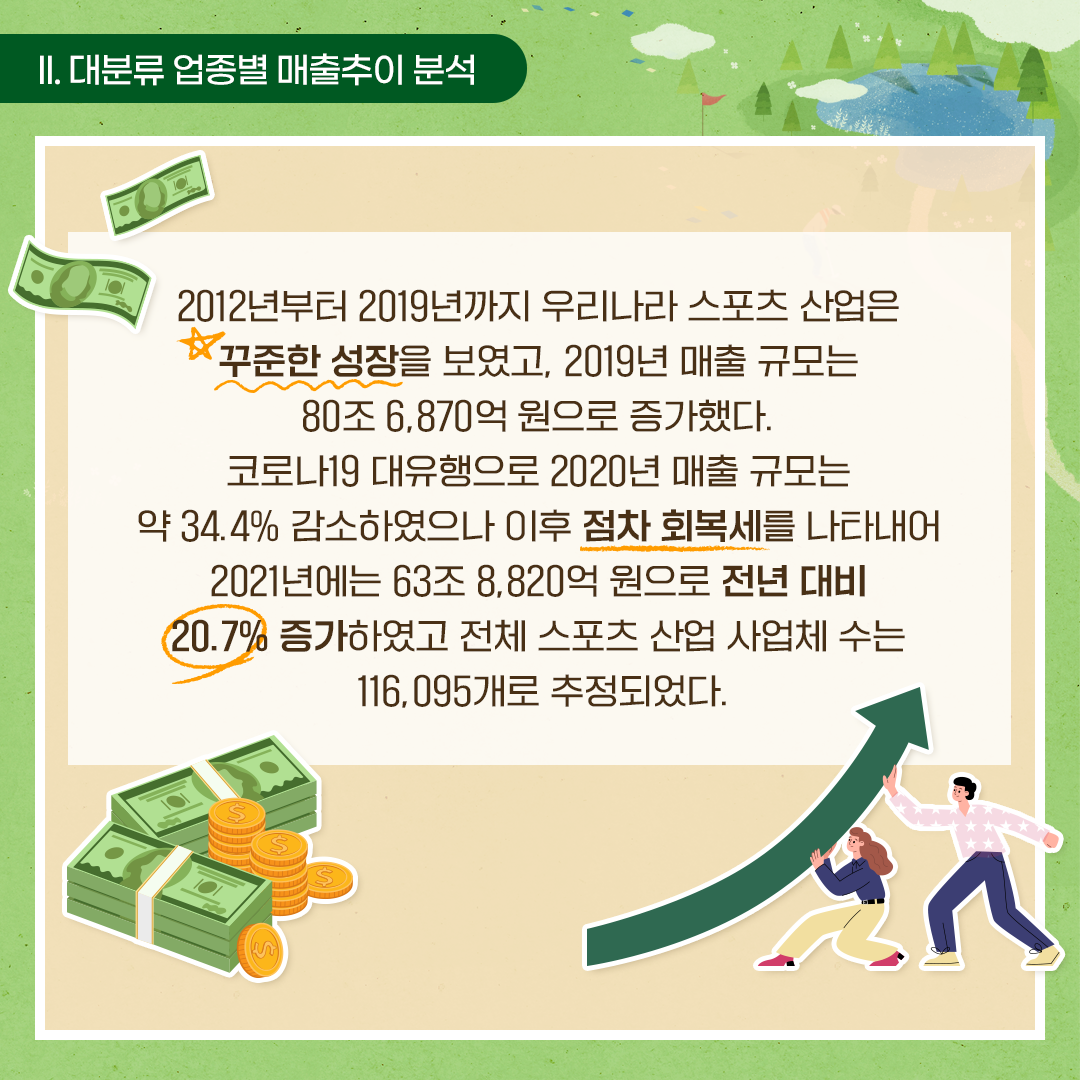 II. 대분류 업종별 매출추이 분석
2012년부터 2019년까지 우리나라 스포츠 산업은
꾸준한 성장을 보였고, 2019년 매출 규모는
80조 6,870억 원으로 증가했다.
코로나19 대유행으로 2020년 매출 규모는
약 34.4% 감소하였으나 이후 점차 회복세를 나타내어
2021년에는 63조 8,820억 원으로 전년 대비
20.7% 증가하였고 전체 스포츠 산업 사업체 수는
116,095개로 추정되었다.